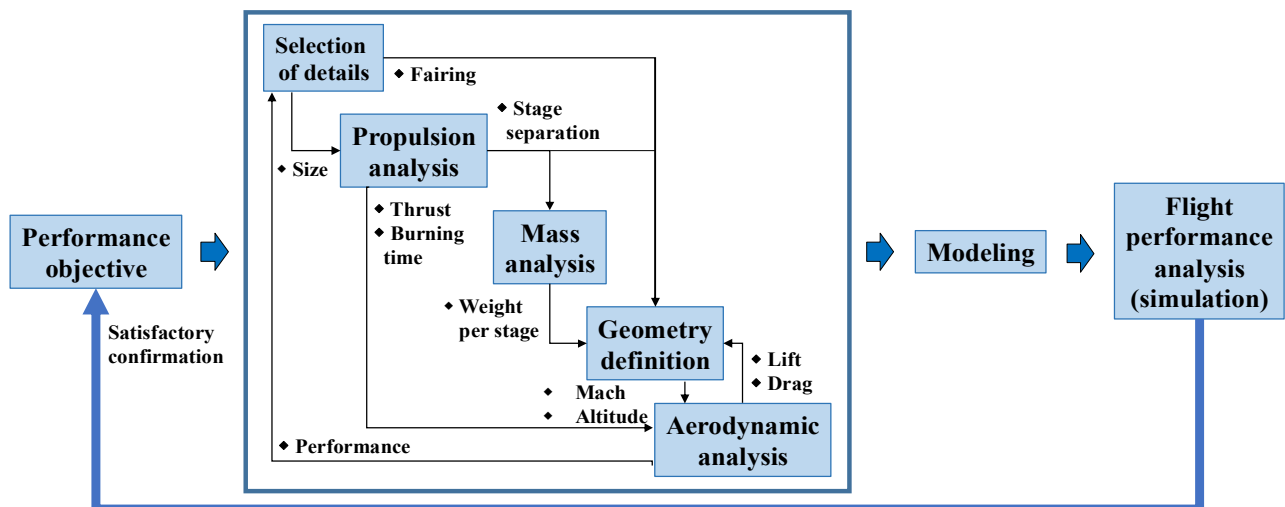 Selection
of details
◆ Fairing
◆ Stage
separation
Propulsion
analysis
◆ Size
◆ Thrust
◆ Burning
time
Mass
analysis
Performance
objective
Modeling
Flight
performance
analysis
(simulation)
◆ Weight
per stage
Geometry
definition
Satisfactory
confirmation
◆ Lift
◆ Drag
◆ Mach
◆ Altitude
Aerodynamic
analysis
◆ Performance